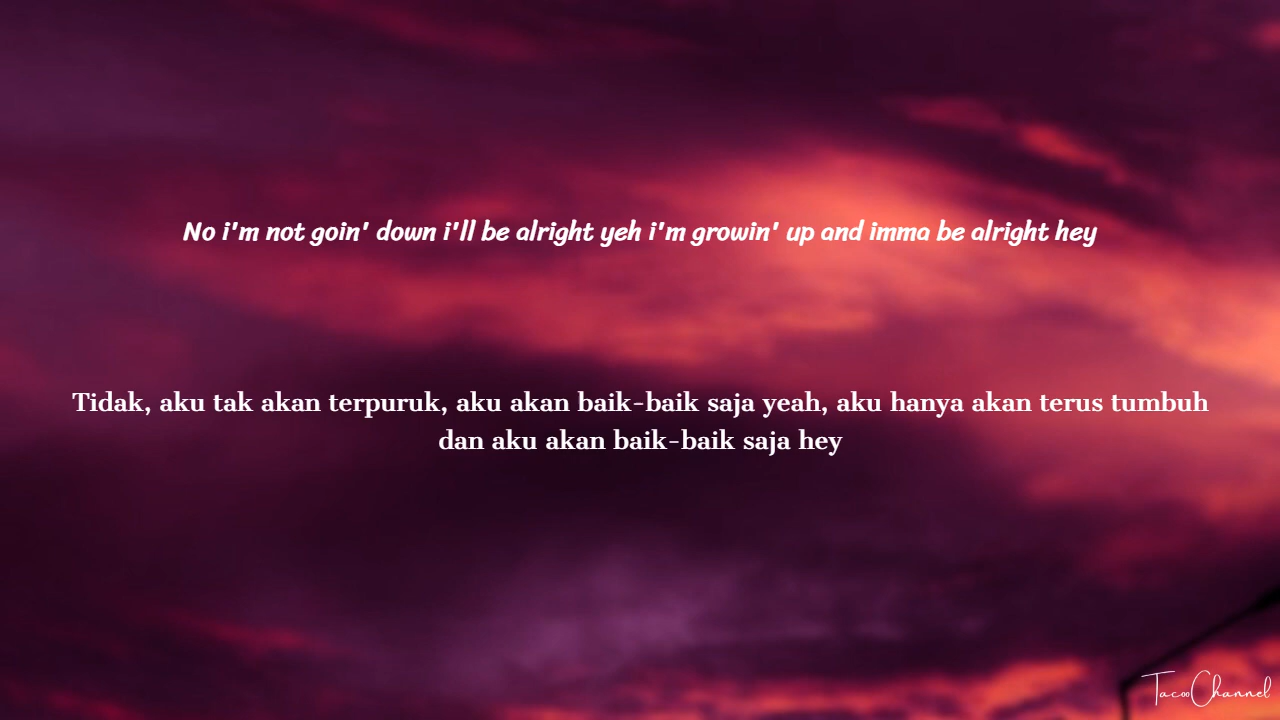 No i'm not goin' down i'll be alright yeh i'm growin' up and imma be alright hey
Tidak, aku tak akan terpuruk, aku akan baik-baik saja yeah, aku hanya akan terus tumbuh
dan aku akan baik-baik saja hey
TacooChannel